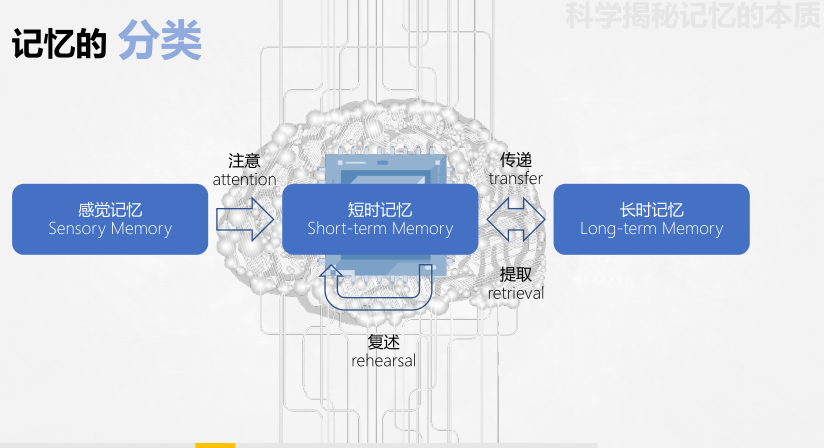 科学揭秘记忆的本质
记忆的 分类
注意
attention
传递
transfer
感觉记忆
Sensory Memory
短时记忆
Short-term Memory
长时记忆
Long-term Memory
提取
retrieval
复述
rehearsal